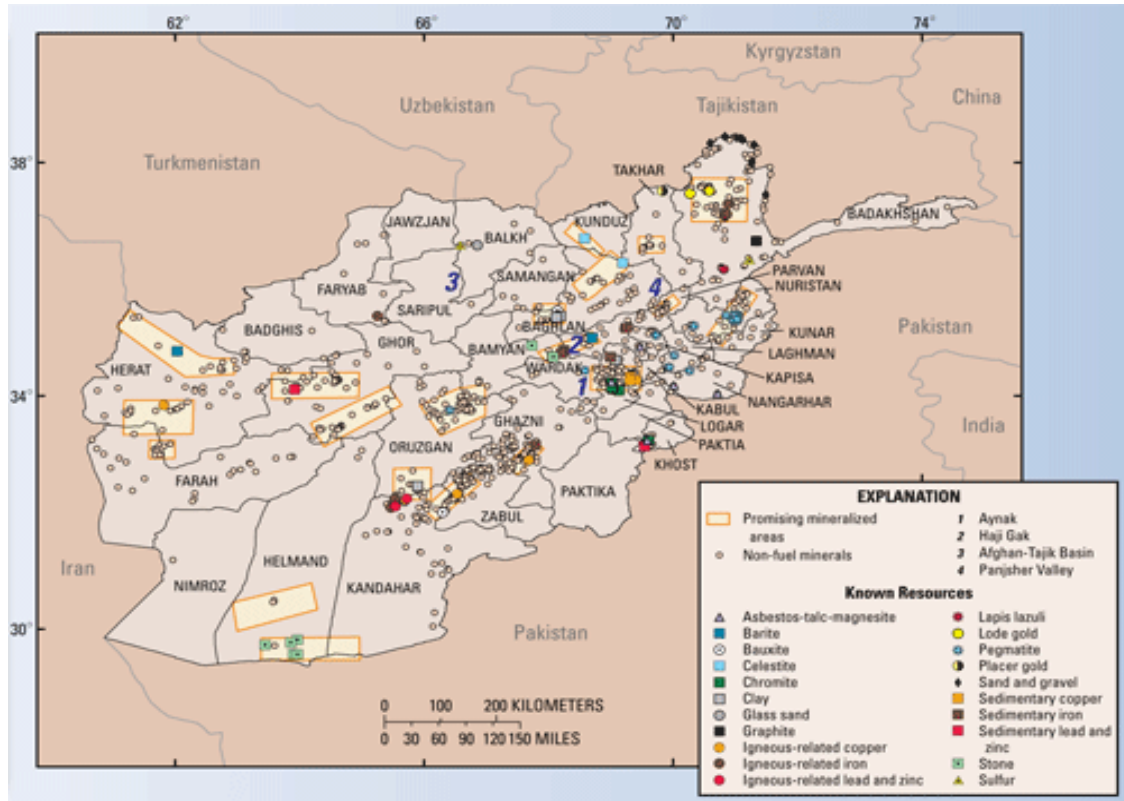 62°
66°
70°
74°
Kyrgyzstan
Uzbekistan
Tajikistan
China
38°
Turkmenistan
TAKHAR
JAWZJAN
KUNDUZ
BADAKHSHAN
BALKH
SAMANGAN
PARVAN
3
4
NURISTAN
FARYAB
SARIPUL
BADGHIS
BAGHLAN
KUNAR
Pakistan
GHOR
BAMYAN
2
LAGHMAN
HERAT
WARDAK
KAPISA
1
34°
NANGARHAR
KABUL
LOGAR
GHAZNI
India
ORUZGAN
PAKTIA
KHOST
FARAH
PAKTIKA
ZABUL
Iran
HELMAND
NIMROZ
KANDAHAR
30°
Pakistan
0 100 200 KILOMETERS
0 30 60 90 120 150 MILES
EXPLANATION
Promising mineralized
areas
Non-fuel minerals
1 Aynak
2 Haji Gak
3 Afghan-Tajik Basin
4 Panjsher Valley
Known Resources
Asbestos-talc-magnesite
Barite
Bauxite
Celestite
Chromite
Clay
Glass sand
Graphite
Igneous-related copper
Igneous-related iron
Igneous-related lead and zinc
Lapis lazuli
Lode gold
Pegmatite
Placer gold
Sand and gravel
Sedimentary copper
Sedimentary iron
Sedimentary lead and
zinc
Stone
Sulfur